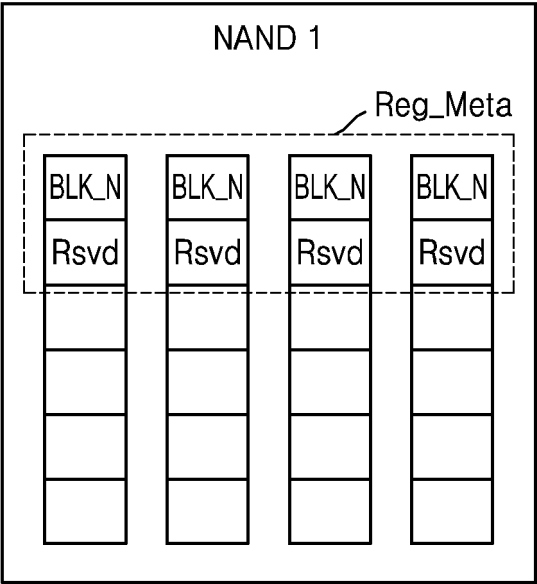 NAND 1
Reg_Meta
BLK_N BLK_N BLK_N BLK_N
Rsvd Rsvd Rsvd Rsvd